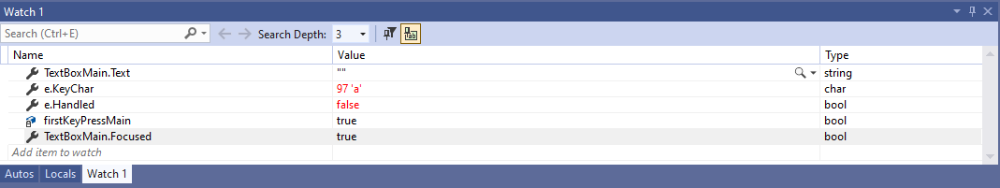 Watch 1
Search (Ctrl+E) Search Depth: 3
Name Value Type
TextBoxMain.Text "" string
e.KeyChar 97 'a' char
e.Handled false bool
firstKeyPressMain true bool
TextBoxMain.Focused true bool
Add item to watch
Autos Locals Watch 1